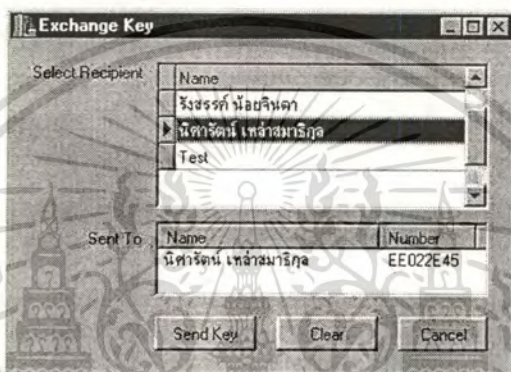 Exchange Key
Select Recipient
Name
รังสรรค์ น้อยจินดา
นิศารัตน์ เหล่าสมาธิกุล
Test
Sent To
Name Number
นิศารัตน์ เหล่าสมาธิกุล EE022E45
Send Key Clear Cancel